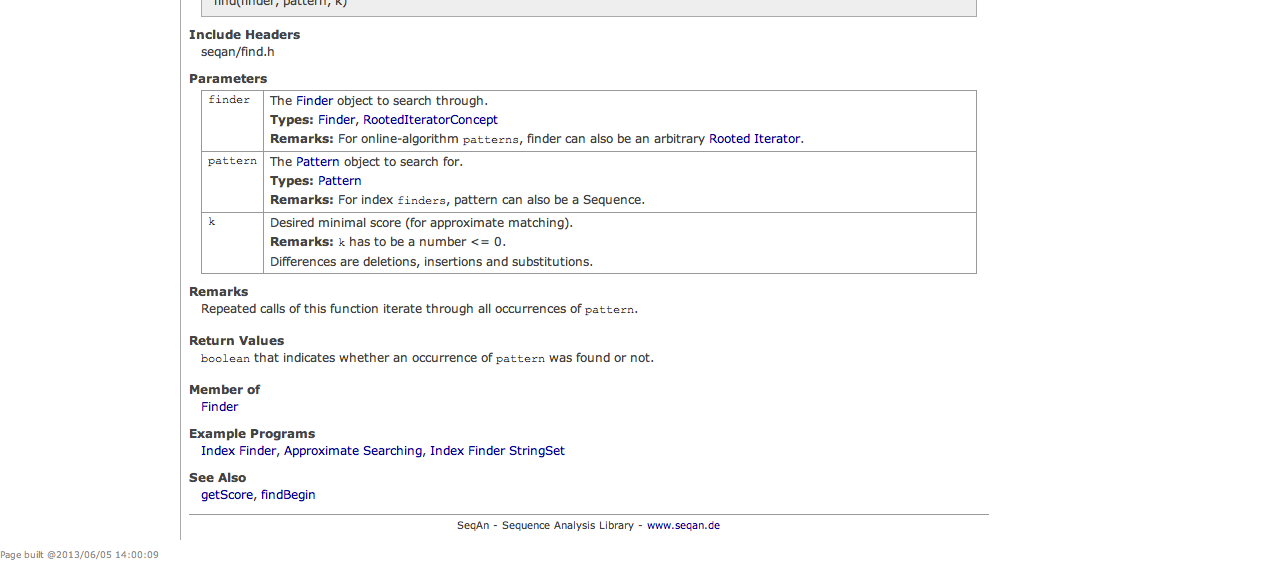 find(finder, pattern, k)
Include Headers
seqan/find.h
Parameters
finder
The Finder object to search through.
Types: Finder, RootedIteratorConcept
Remarks: For online-algorithm patterns, finder can also be an arbitrary Rooted Iterator.
pattern
The Pattern object to search for.
Types: Pattern
Remarks: For index finders, pattern can also be a Sequence.
k
Desired minimal score (for approximate matching).
Remarks: k has to be a number <= 0.
Differences are deletions, insertions and substitutions.
Remarks
Repeated calls of this function iterate through all occurrences of pattern.
Return Values
boolean that indicates whether an occurrence of pattern was found or not.
Member of
Finder
Example Programs
Index Finder, Approximate Searching, Index Finder StringSet
See Also
getScore, findBegin
SeqAn - Sequence Analysis Library - www.seqan.de
Page built @2013/06/05 14:00:09